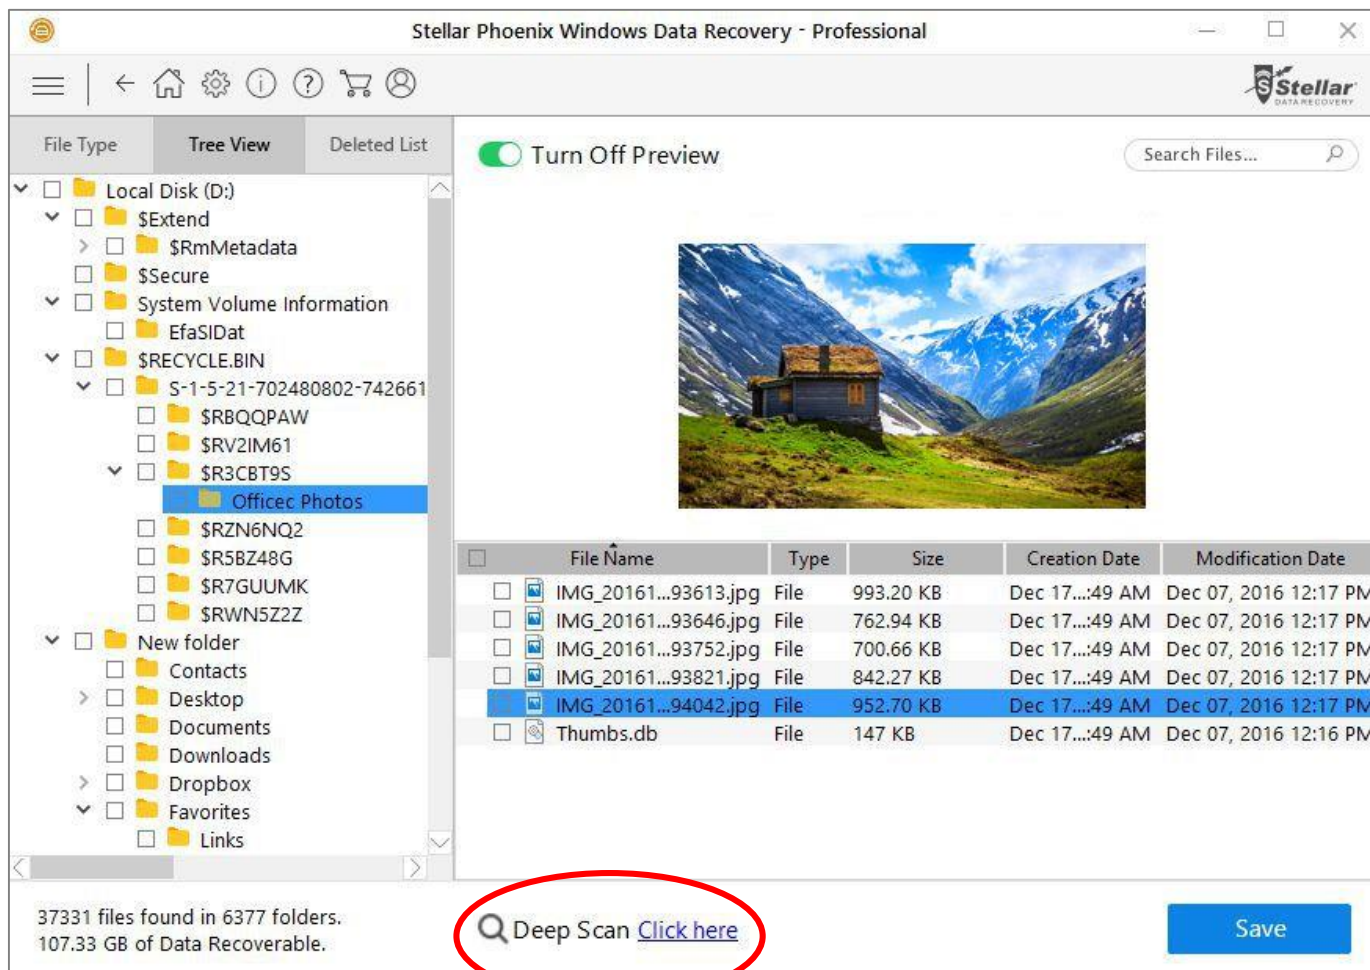 Stellar Phoenix Windows Data Recovery - Professional
Stellar
DATA RECOVERY
File Type Tree View Deleted List
Turn Off Preview
Search Files...
Local Disk (D:)
$Extend
$RmMetadata
$Secure
System Volume Information
EfaSIDat
$RECYCLE.BIN
S-1-5-21-702480802-742661
$RBQQPAW
$RV2IM61
$R3CBT9S
Officec Photos
$RZN6NQ2
$R5BZ48G
$R7GUUMK
$RWN5Z2Z
New folder
Contacts
Desktop
Documents
Downloads
Dropbox
Favorites
Links
File Name Type Size Creation Date Modification Date
IMG_20161...93613.jpg File 993.20 KB Dec 17...:49 AM Dec 07, 2016 12:17 PM
IMG_20161...93646.jpg File 762.94 KB Dec 17...:49 AM Dec 07, 2016 12:17 PM
IMG_20161...93752.jpg File 700.66 KB Dec 17...:49 AM Dec 07, 2016 12:17 PM
IMG_20161...93821.jpg File 842.27 KB Dec 17...:49 AM Dec 07, 2016 12:17 PM
IMG_20161...94042.jpg File 952.70 KB Dec 17...:49 AM Dec 07, 2016 12:17 PM
Thumbs.db File 147 KB Dec 17...:49 AM Dec 07, 2016 12:16 PM
37331 files found in 6377 folders.
107.33 GB of Data Recoverable.
Deep Scan Click here
Save